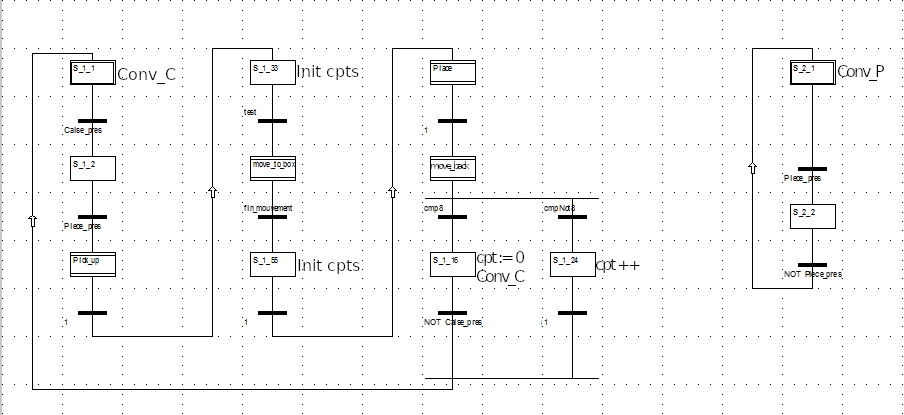 S_1_1
Conv_C
Caise_pres
S_1_2
Piece_pres
Pick_up
1
S_1_33
Init cpts
test
move_to_box
fin_mouvement
S_1_55
Init cpts
1
Place
1
move_back
cmp8
cmpNot8
S_1_16
cpt:= 0
Conv_C
S_1_24
cpt++
NOT Caise_pres
1
S_2_1
Conv_P
Piece_pres
S_2_2
NOT Piece_pres